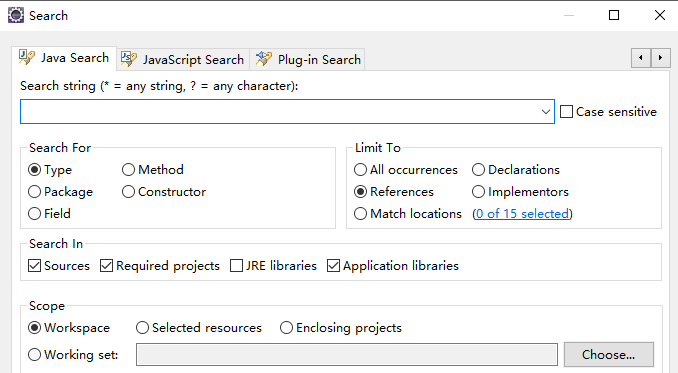 Search
Java Search JavaScript Search Plug-in Search
Search string (* = any string, ? = any character):
Case sensitive
Search For
Type Method
Package Constructor
Field
Limit To
All occurrences Declarations
References Implementors
Match locations (0 of 15 selected)
Search In
Sources Required projects JRE libraries Application libraries
Scope
Workspace Selected resources Enclosing projects
Working set: Choose...